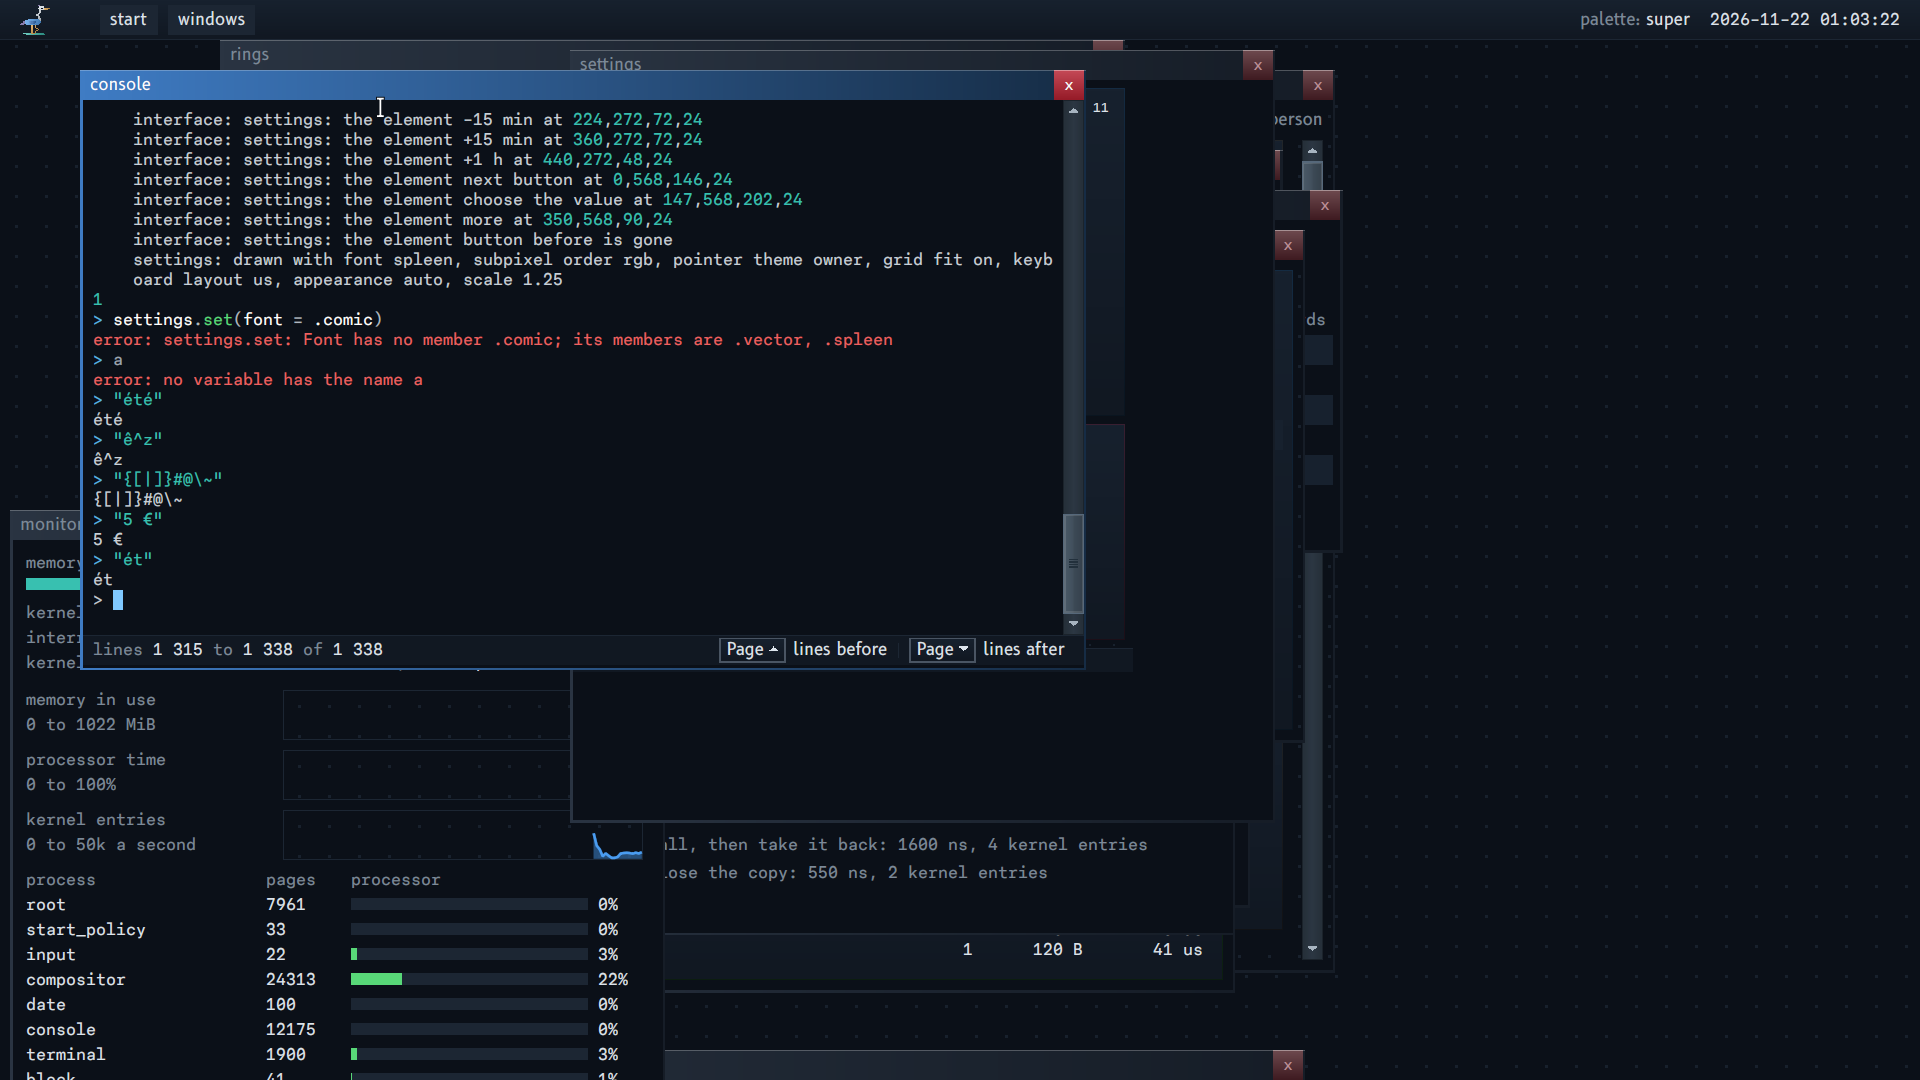 start windows palette: super 2026-11-22 01:03:22
rings
settings x
console x
x
11
person
interface: settings: the element -15 min at 224,272,72,24
interface: settings: the element +15 min at 360,272,72,24
interface: settings: the element +1 h at 440,272,48,24
interface: settings: the element next button at 0,568,146,24
interface: settings: the element choose the value at 147,568,202,24
interface: settings: the element more at 350,568,90,24
interface: settings: the element button before is gone
settings: drawn with font spleen, subpixel order rgb, pointer theme owner, grid fit on, keyb
oard layout us, appearance auto, scale 1.25
1
> settings.set(font = .comic)
error: settings.set: Font has no member .comic; its members are .vector, .spleen
> a
error: no variable has the name a
> "été"
été
> "ê^z"
ê^z
> "{[|]}#@\~"
{[|]}#@\~
> "5 €"
5 €
> "ét"
ét
>
lines 1 315 to 1 338 of 1 338 Page lines before Page lines after
x
x
ds
monitor
memory
kernel
kernel
memory in use
0 to 1022 MiB
processor time
0 to 100%
kernel entries
0 to 50k a second
process pages processor
root 7961 0%
start_policy 33 0%
input 22 3%
compositor 24313 22%
date 100 0%
console 12175 0%
terminal 1900 3%
block 41 1%
all, then take it back: 1600 ns, 4 kernel entries
lose the copy: 550 ns, 2 kernel entries
1 120 B 41 us
x